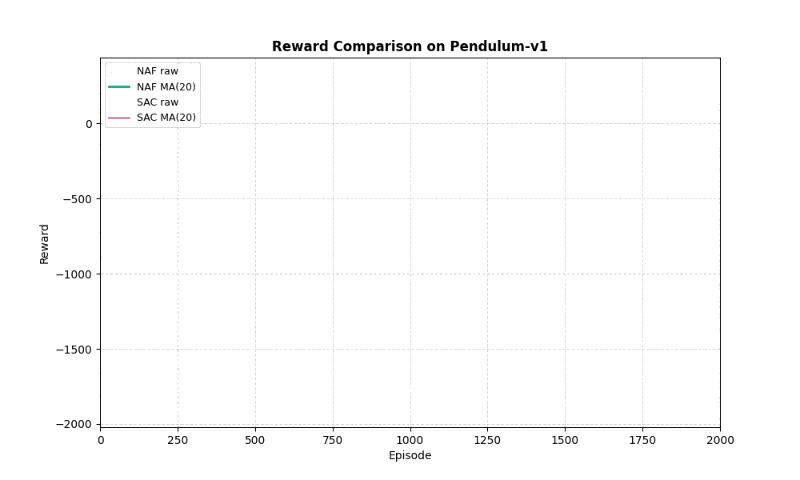 Reward Comparison on Pendulum-v1
NAF raw
NAF MA(20)
SAC raw
SAC MA(20)
0
−500
−1000
−1500
−2000
Reward
0 250 500 750 1000 1250 1500 1750 2000
Episode